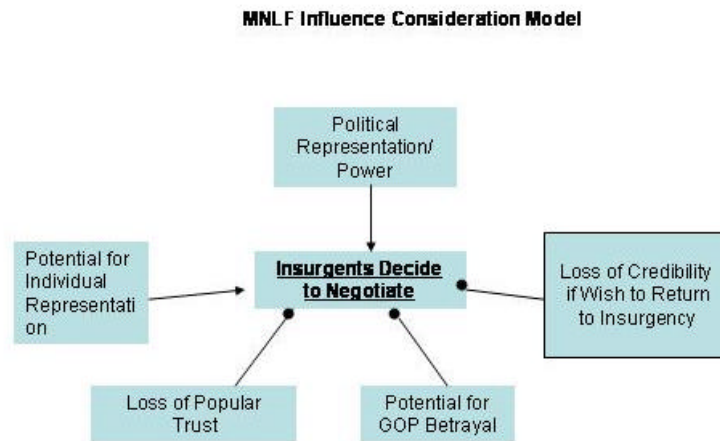 MNLF Influence Consideration Model
Political
Representation/
Power
Potential for
Individual
Representati
on
Insurgents Decide
to Negotiate
Loss of Credibility
if Wish to Return
to Insurgency
Loss of Popular
Trust
Potential for
GOP Betrayal